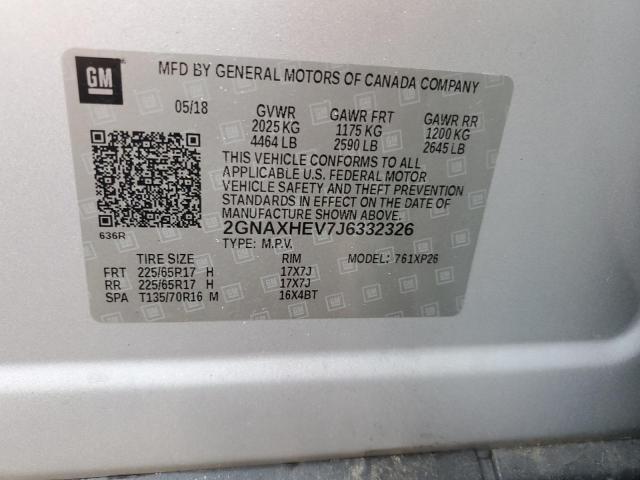 GM
MFD BY GENERAL MOTORS OF CANADA COMPANY
05/18 GVWR GAWR FRT GAWR RR
2025 KG 1175 KG 1200 KG
4464 LB 2590 LB 2645 LB
THIS VEHICLE CONFORMS TO ALL
APPLICABLE U.S. FEDERAL MOTOR
VEHICLE SAFETY AND THEFT PREVENTION
STANDARDS IN EFFECT ON THE DATE OF
MANUFACTURE SHOWN ABOVE.
636R 2GNAXHEV7J6332326
TYPE: M.P.V.
TIRE SIZE RIM MODEL: 761XP26
FRT 225/65R17 H 17X7J
RR 225/65R17 H 17X7J
SPA T135/70R16 M 16X4BT